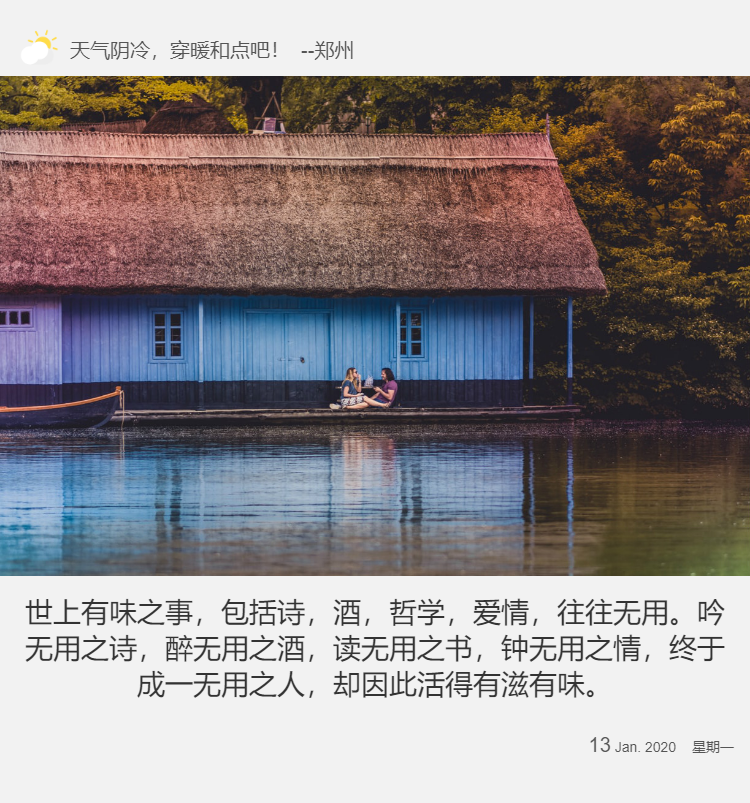 天气阴冷，穿暖和点吧！ --郑州
世上有味之事，包括诗，酒，哲学，爱情，往往无用。吟
无用之诗，醉无用之酒，读无用之书，钟无用之情，终于
成一无用之人，却因此活得有滋有味。
13 Jan. 2020 星期一